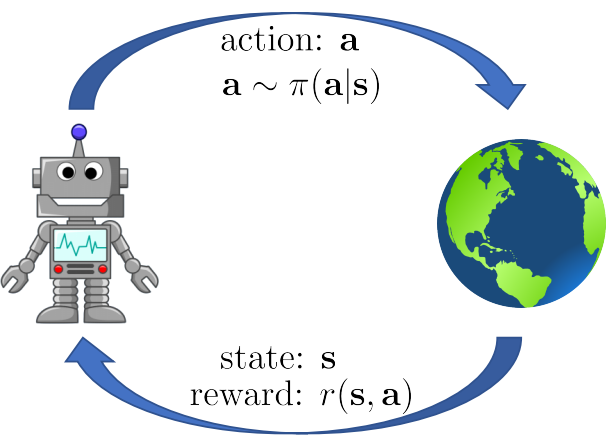 action: a
a ∼ π(a|s)
state: s
reward: r(s, a)